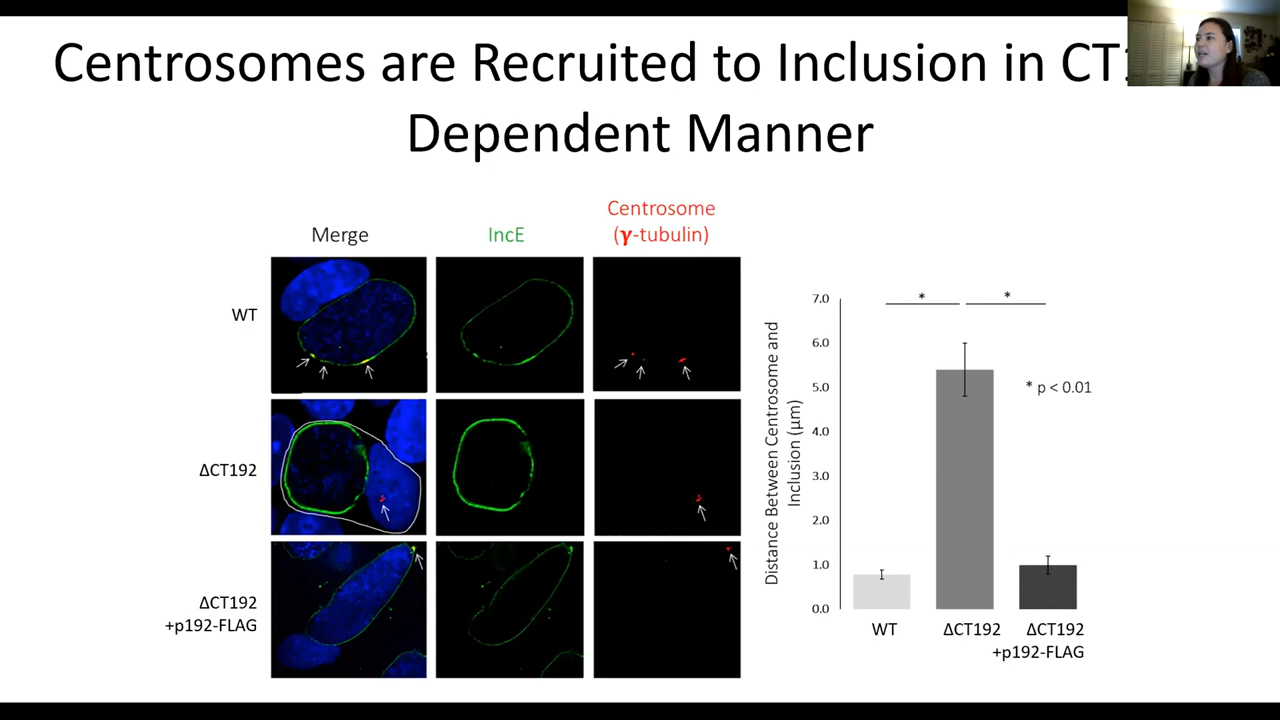 Centrosomes are Recruited to Inclusion in
Dependent Manner
Centrosome
Merge IncE (γ-tubulin)
WT
ΔCT192
ΔCT192
+p192-FLAG
Distance Between Centrosome and
Inclusion (μm)
7.0
6.0
5.0
4.0
3.0
2.0
1.0
0.0
* *
* p < 0.01
WT ΔCT192 ΔCT192
+p192-FLAG